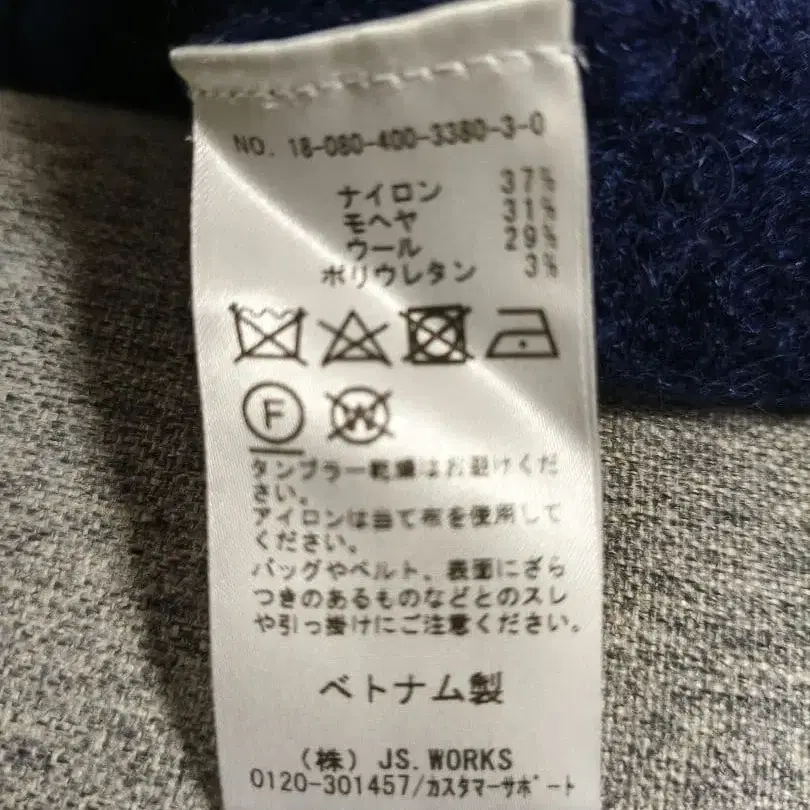 NO. 18-080-400-3380-3-0
ナイロン 37%
モヘヤ 31%
ウール 29%
ポリウレタン 3%
F W
タンブラー乾燥はお避けくだ
さい。
アイロンは当て布を使用して
ください。
バッグやベルト、表面にざら
つきのあるものなどとのスレ
や引っ掛けにご注意ください。
ベトナム製
(株) JS.WORKS
0120-301457/カスタマーサポート